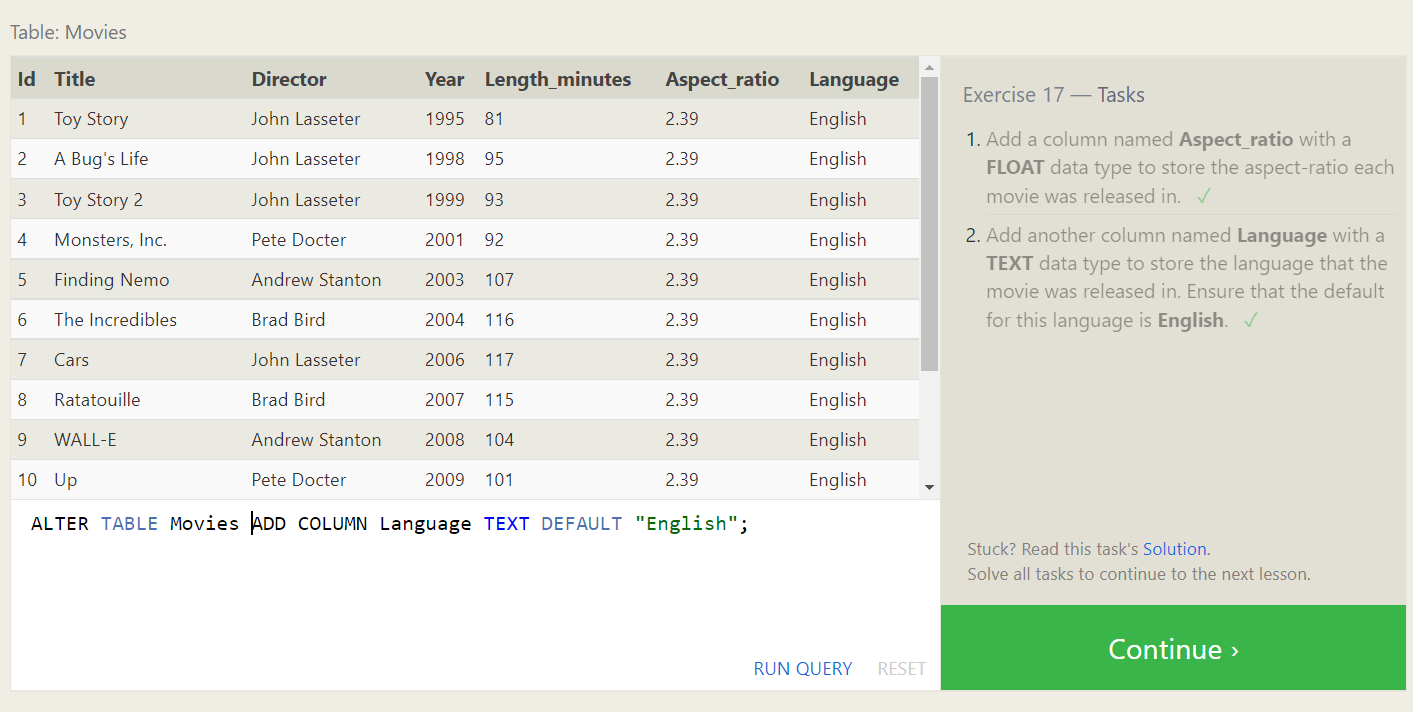 Table: Movies
Id Title Director Year Length_minutes Aspect_ratio Language
1 Toy Story John Lasseter 1995 81 2.39 English
2 A Bug's Life John Lasseter 1998 95 2.39 English
3 Toy Story 2 John Lasseter 1999 93 2.39 English
4 Monsters, Inc. Pete Docter 2001 92 2.39 English
5 Finding Nemo Andrew Stanton 2003 107 2.39 English
6 The Incredibles Brad Bird 2004 116 2.39 English
7 Cars John Lasseter 2006 117 2.39 English
8 Ratatouille Brad Bird 2007 115 2.39 English
9 WALL-E Andrew Stanton 2008 104 2.39 English
10 Up Pete Docter 2009 101 2.39 English
ALTER TABLE Movies ADD COLUMN Language TEXT DEFAULT "English";
RUN QUERY RESET
Exercise 17 — Tasks
1. Add a column named Aspect_ratio with a
FLOAT data type to store the aspect-ratio each
movie was released in. ✓
2. Add another column named Language with a
TEXT data type to store the language that the
movie was released in. Ensure that the default
for this language is English. ✓
Stuck? Read this task's Solution.
Solve all tasks to continue to the next lesson.
Continue ›